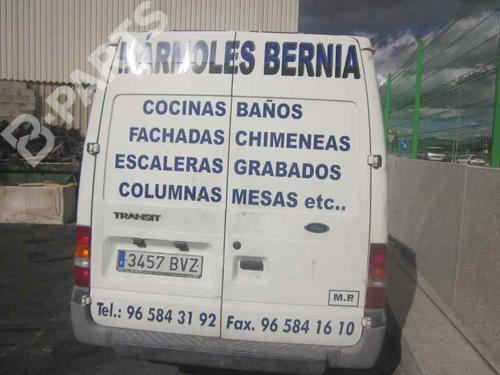 MÁRMOLES BERNIA
COCINAS BAÑOS
FACHADAS CHIMENEAS
ESCALERAS GRABADOS
COLUMNAS MESAS etc..
TRANSIT
3457 BVZ
M.P.
Tel.: 96 584 31 92 Fax. 96 584 16 10
B-PARTS